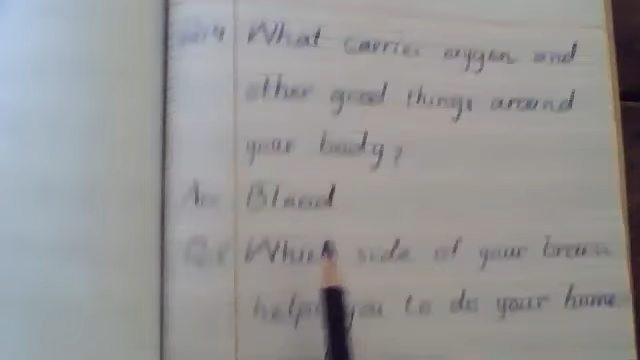 What carries oxygen and
other good things around
your body?
Ans Blood
Which side of your brain
helps you to do your home